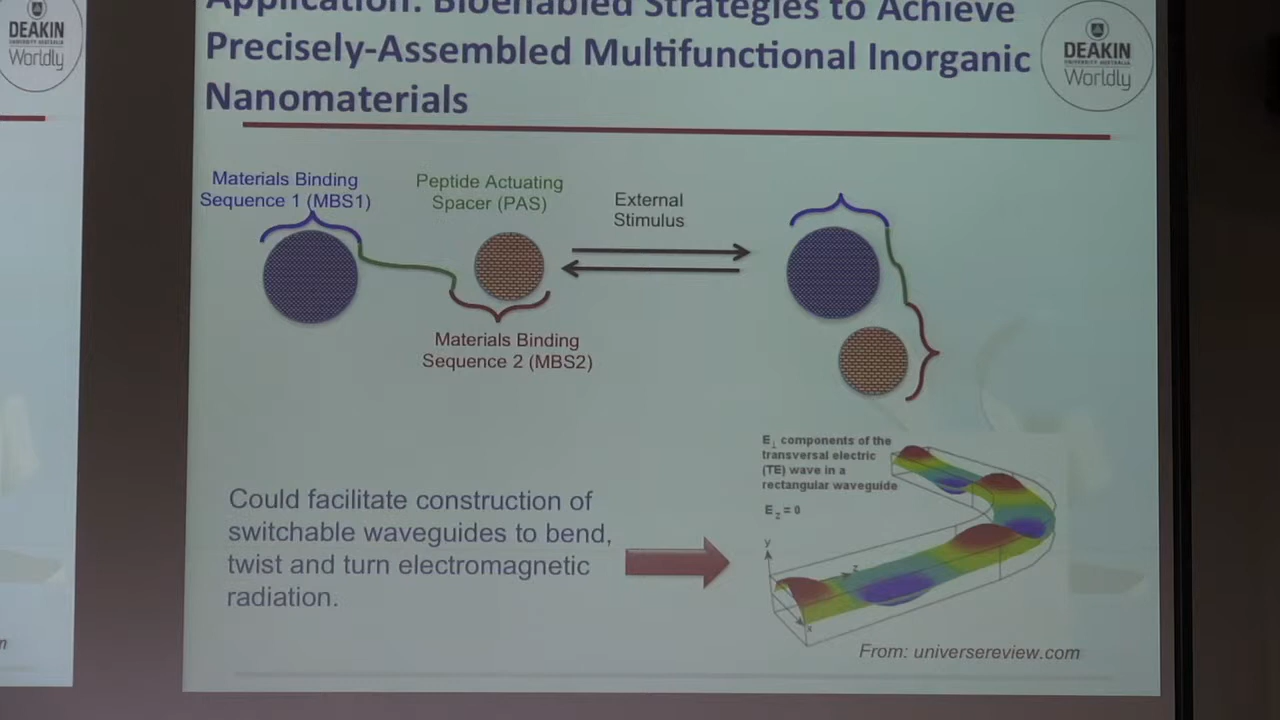 DEAKIN
Worldly
Application: Bioenabled Strategies to Achieve
Precisely-Assembled Multifunctional Inorganic
Nanomaterials
DEAKIN
UNIVERSITY AUSTRALIA
Worldly
Materials Binding
Sequence 1 (MBS1)
Peptide Actuating
Spacer (PAS)
External
Stimulus
Materials Binding
Sequence 2 (MBS2)
E⊥ components of the
transversal electric
(TE) wave in a
rectangular waveguide
Ez = 0
y
z
x
Could facilitate construction of
switchable waveguides to bend,
twist and turn electromagnetic
radiation.
From: universereview.com